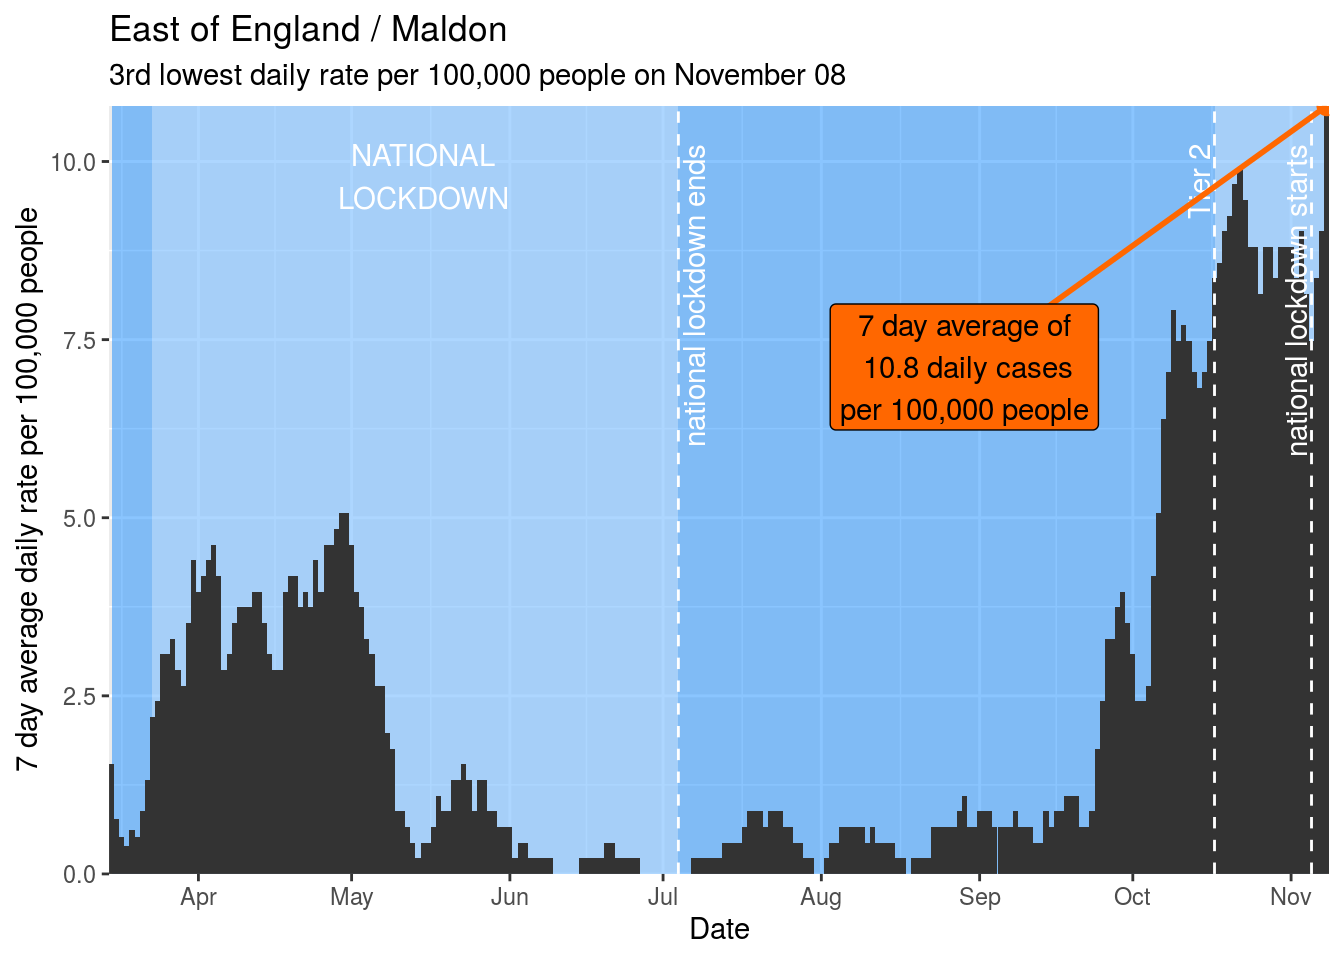 East of England / Maldon
3rd lowest daily rate per 100,000 people on November 08
7 day average daily rate per 100,000 people
10.0
7.5
5.0
2.5
0.0
NATIONAL
LOCKDOWN
national lockdown ends
Tier 2
national lockdown starts
7 day average of
10.8 daily cases
per 100,000 people
Apr
May
Jun
Jul
Aug
Sep
Oct
Nov
Date